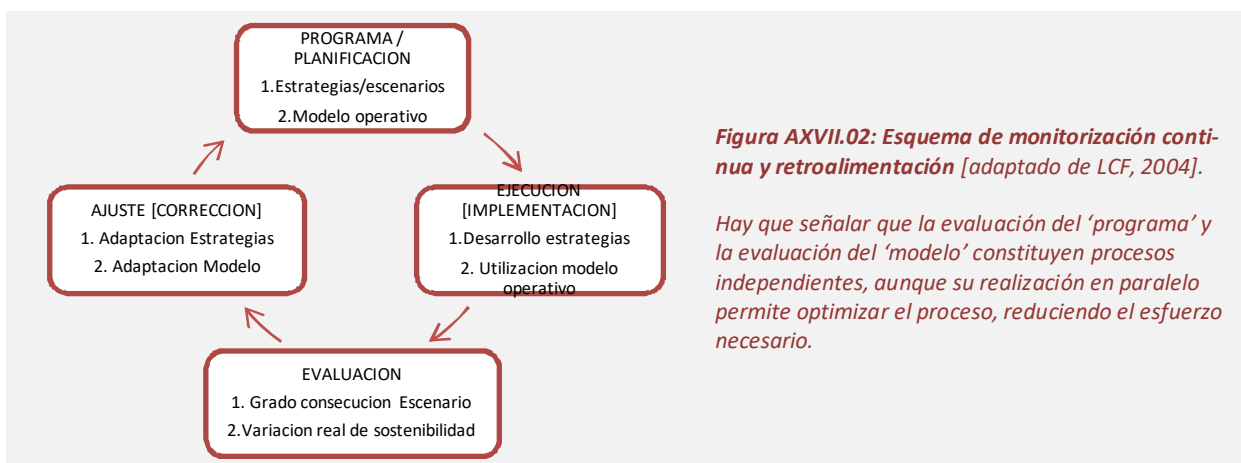 PROGRAMA /
PLANIFICACION
1.Estrategias/escenarios
2.Modelo operativo
EJECUCION
[IMPLEMENTACION]
1.Desarrollo estrategias
2. Utilizacion modelo
operativo
EVALUACION
1. Grado consecucion Escenario
2.Variacion real de sostenibilidad
AJUSTE [CORRECCION]
1. Adaptacion Estrategias
2. Adaptacion Modelo
Figura AXVII.02: Esquema de monitorización conti-
nua y retroalimentación [adaptado de LCF, 2004].
Hay que señalar que la evaluación del ‘programa’ y
la evaluación del ‘modelo’ constituyen procesos
independientes, aunque su realización en paralelo
permite optimizar el proceso, reduciendo el esfuerzo
necesario.